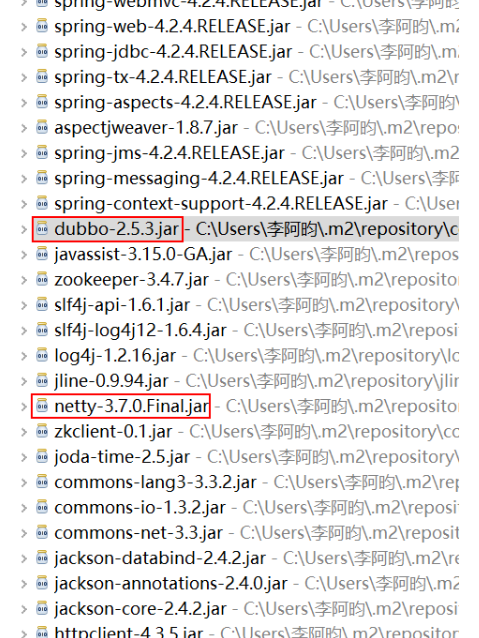 spring-webmvc-4.2.4.RELEASE.jar - C:\Users\李阿昀\
spring-web-4.2.4.RELEASE.jar - C:\Users\李阿昀\.m2
spring-jdbc-4.2.4.RELEASE.jar - C:\Users\李阿昀\.m
spring-tx-4.2.4.RELEASE.jar - C:\Users\李阿昀\.m2\r
spring-aspects-4.2.4.RELEASE.jar - C:\Users\李阿昀\
aspectjweaver-1.8.7.jar - C:\Users\李阿昀\.m2\repos
spring-jms-4.2.4.RELEASE.jar - C:\Users\李阿昀\.m2
spring-messaging-4.2.4.RELEASE.jar - C:\Users\李阿
spring-context-support-4.2.4.RELEASE.jar - C:\Users
dubbo-2.5.3.jar - C:\Users\李阿昀\.m2\repository\c
javassist-3.15.0-GA.jar - C:\Users\李阿昀\.m2\repos
zookeeper-3.4.7.jar - C:\Users\李阿昀\.m2\reposito
slf4j-api-1.6.1.jar - C:\Users\李阿昀\.m2\repository\
slf4j-log4j12-1.6.4.jar - C:\Users\李阿昀\.m2\reposi
log4j-1.2.16.jar - C:\Users\李阿昀\.m2\repository\lo
jline-0.9.94.jar - C:\Users\李阿昀\.m2\repository\jlin
netty-3.7.0.Final.jar - C:\Users\李阿昀\.m2\reposito
zkclient-0.1.jar - C:\Users\李阿昀\.m2\repository\co
joda-time-2.5.jar - C:\Users\李阿昀\.m2\repository\
commons-lang3-3.3.2.jar - C:\Users\李阿昀\.m2\rep
commons-io-1.3.2.jar - C:\Users\李阿昀\.m2\reposi
commons-net-3.3.jar - C:\Users\李阿昀\.m2\reposit
jackson-databind-2.4.2.jar - C:\Users\李阿昀\.m2\re
jackson-annotations-2.4.0.jar - C:\Users\李阿昀\.m2
jackson-core-2.4.2.jar - C:\Users\李阿昀\.m2\repos
httpclient-4.3.5.jar - C:\Users\李阿昀\.m2\reposito